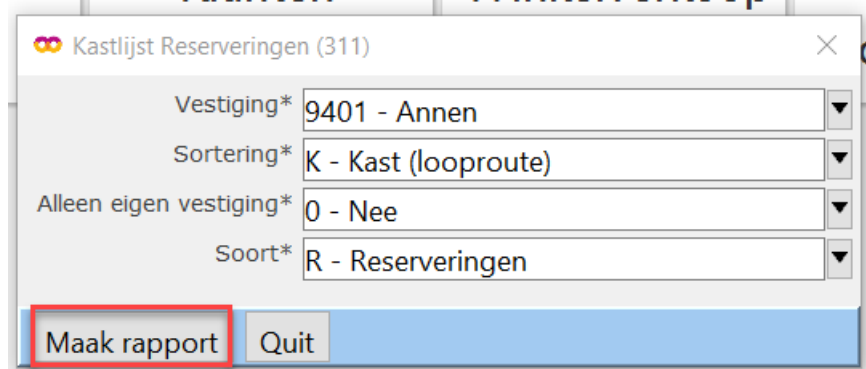 Kastlijst Reserveringen (311)
Vestiging* 9401 - Annen
Sortering* K - Kast (looproute)
Alleen eigen vestiging* 0 - Nee
Soort* R - Reserveringen
Maak rapport Quit